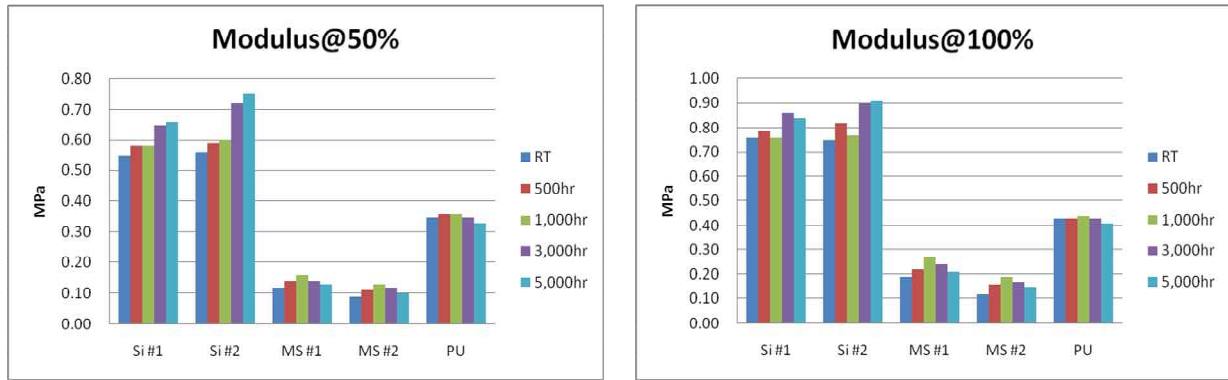 Modulus@50%
0.80
0.70
0.60
0.50
0.40
0.30
0.20
0.10
0.00
MPa
Si #1 Si #2 MS #1 MS #2 PU
RT
500hr
1,000hr
3,000hr
5,000hr
Modulus@100%
1.00
0.90
0.80
0.70
0.60
0.50
0.40
0.30
0.20
0.10
0.00
MPa
Si #1 Si #2 MS #1 MS #2 PU
RT
500hr
1,000hr
3,000hr
5,000hr